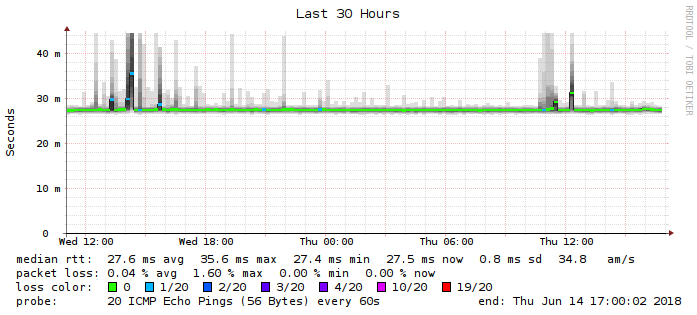 Last 30 Hours
RRDTOOL / TOBI OETIKER
Seconds
40 m
30 m
20 m
10 m
0
Wed 12:00 Wed 18:00 Thu 00:00 Thu 06:00 Thu 12:00
median rtt: 27.6 ms avg 35.6 ms max 27.4 ms min 27.5 ms now 0.8 ms sd 34.8 am/s
packet loss: 0.04 % avg 1.60 % max 0.00 % min 0.00 % now
loss color: 0 1/20 2/20 3/20 4/20 10/20 19/20
probe: 20 ICMP Echo Pings (56 Bytes) every 60s end: Thu Jun 14 17:00:02 2018